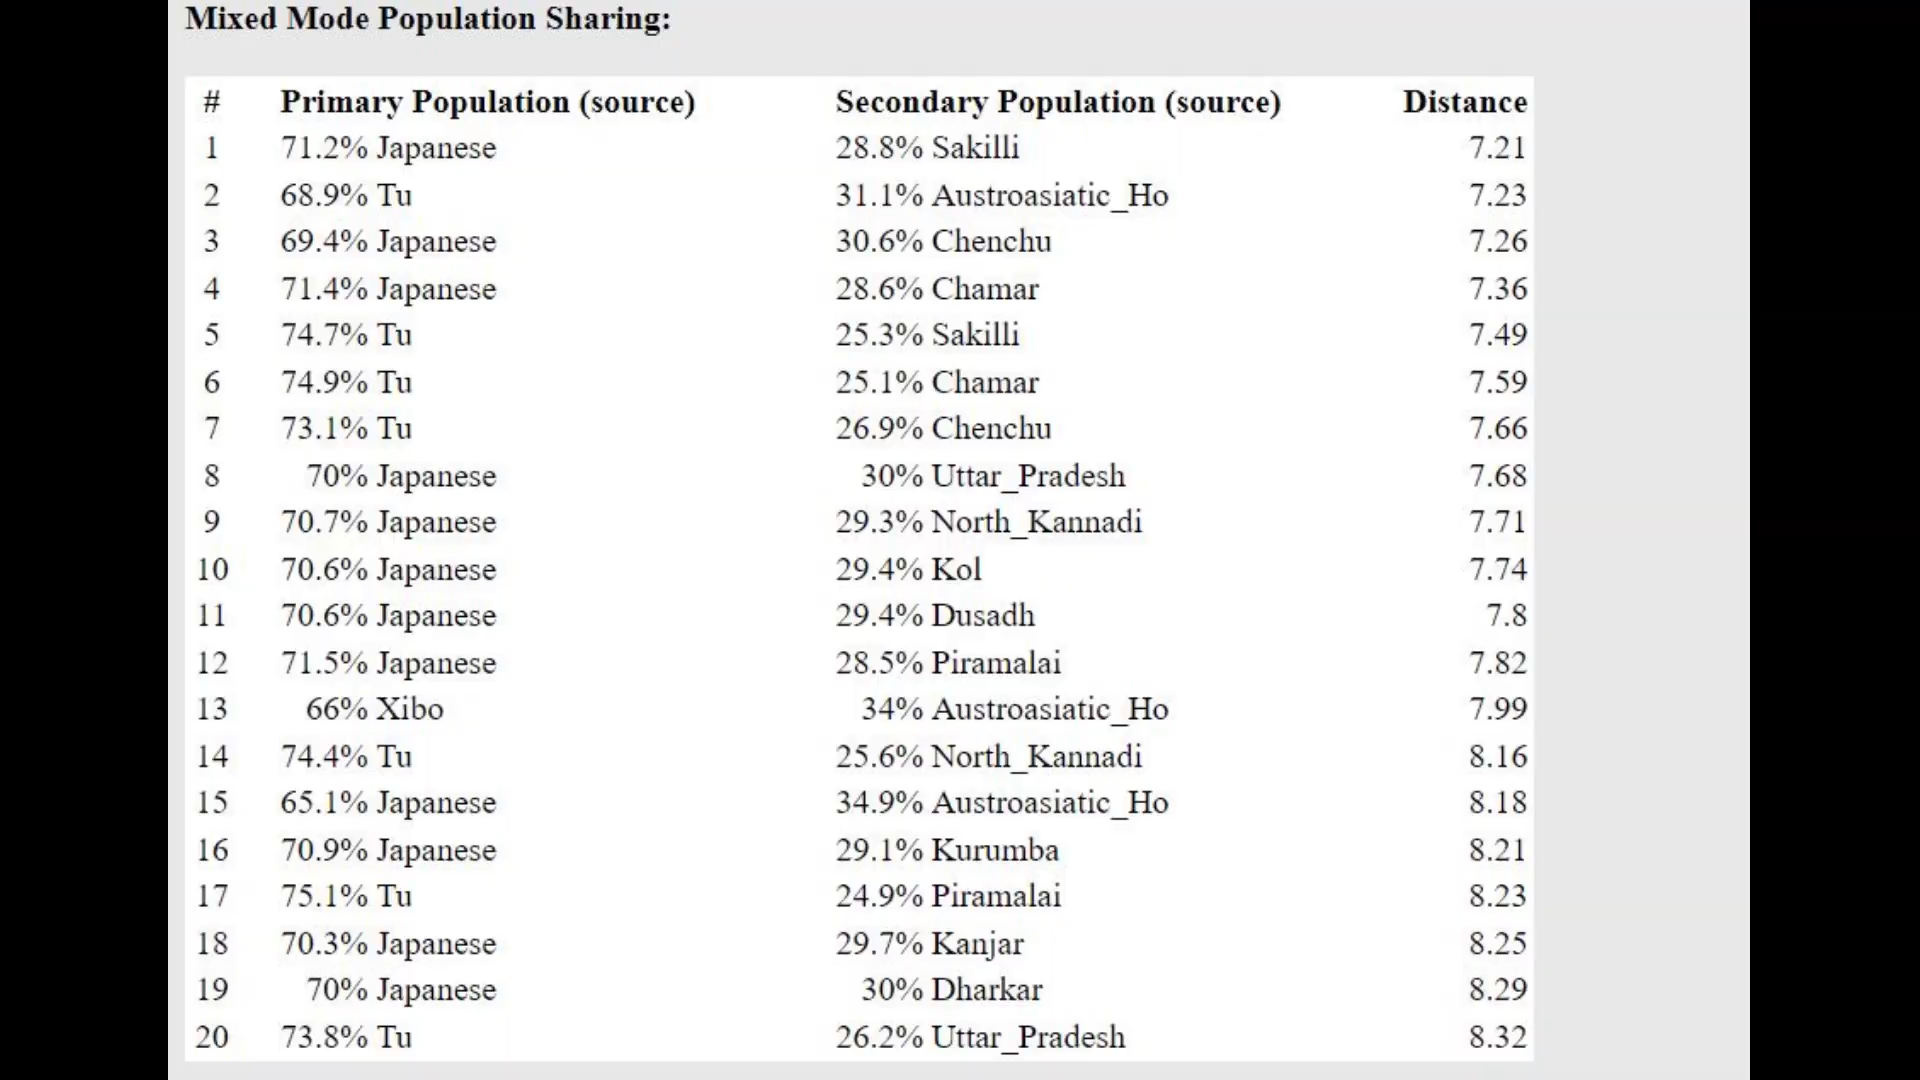 Mixed Mode Population Sharing:
# Primary Population (source) Secondary Population (source) Distance
1 71.2% Japanese 28.8% Sakilli 7.21
2 68.9% Tu 31.1% Austroasiatic_Ho 7.23
3 69.4% Japanese 30.6% Chenchu 7.26
4 71.4% Japanese 28.6% Chamar 7.36
5 74.7% Tu 25.3% Sakilli 7.49
6 74.9% Tu 25.1% Chamar 7.59
7 73.1% Tu 26.9% Chenchu 7.66
8 70% Japanese 30% Uttar_Pradesh 7.68
9 70.7% Japanese 29.3% North_Kannadi 7.71
10 70.6% Japanese 29.4% Kol 7.74
11 70.6% Japanese 29.4% Dusadh 7.8
12 71.5% Japanese 28.5% Piramalai 7.82
13 66% Xibo 34% Austroasiatic_Ho 7.99
14 74.4% Tu 25.6% North_Kannadi 8.16
15 65.1% Japanese 34.9% Austroasiatic_Ho 8.18
16 70.9% Japanese 29.1% Kurumba 8.21
17 75.1% Tu 24.9% Piramalai 8.23
18 70.3% Japanese 29.7% Kanjar 8.25
19 70% Japanese 30% Dharkar 8.29
20 73.8% Tu 26.2% Uttar_Pradesh 8.32